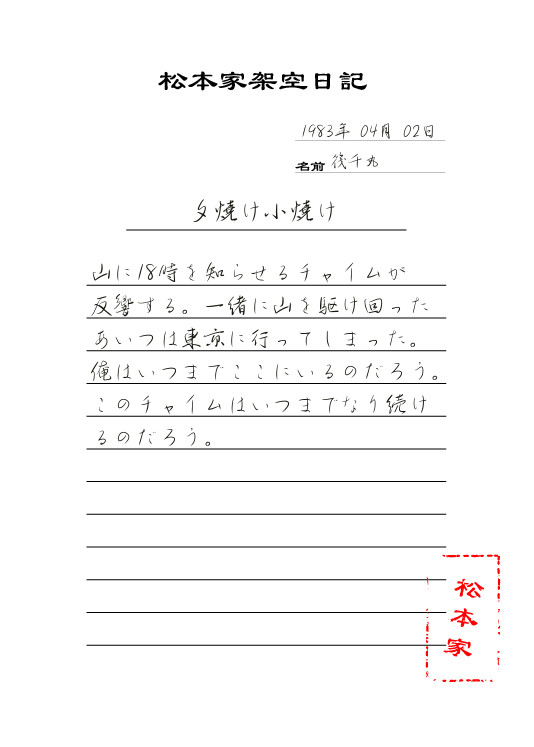 松本家架空日記
1983年 04月 02日
名前 筏千丸
夕焼け小焼け
山に18時を知らせるチャイムが
反響する。一緒に山を駆け回った
あいつは東京に行ってしまった。
俺はいつまでここにいるのだろう。
このチャイムはいつまでなり続け
るのだろう。
松本家